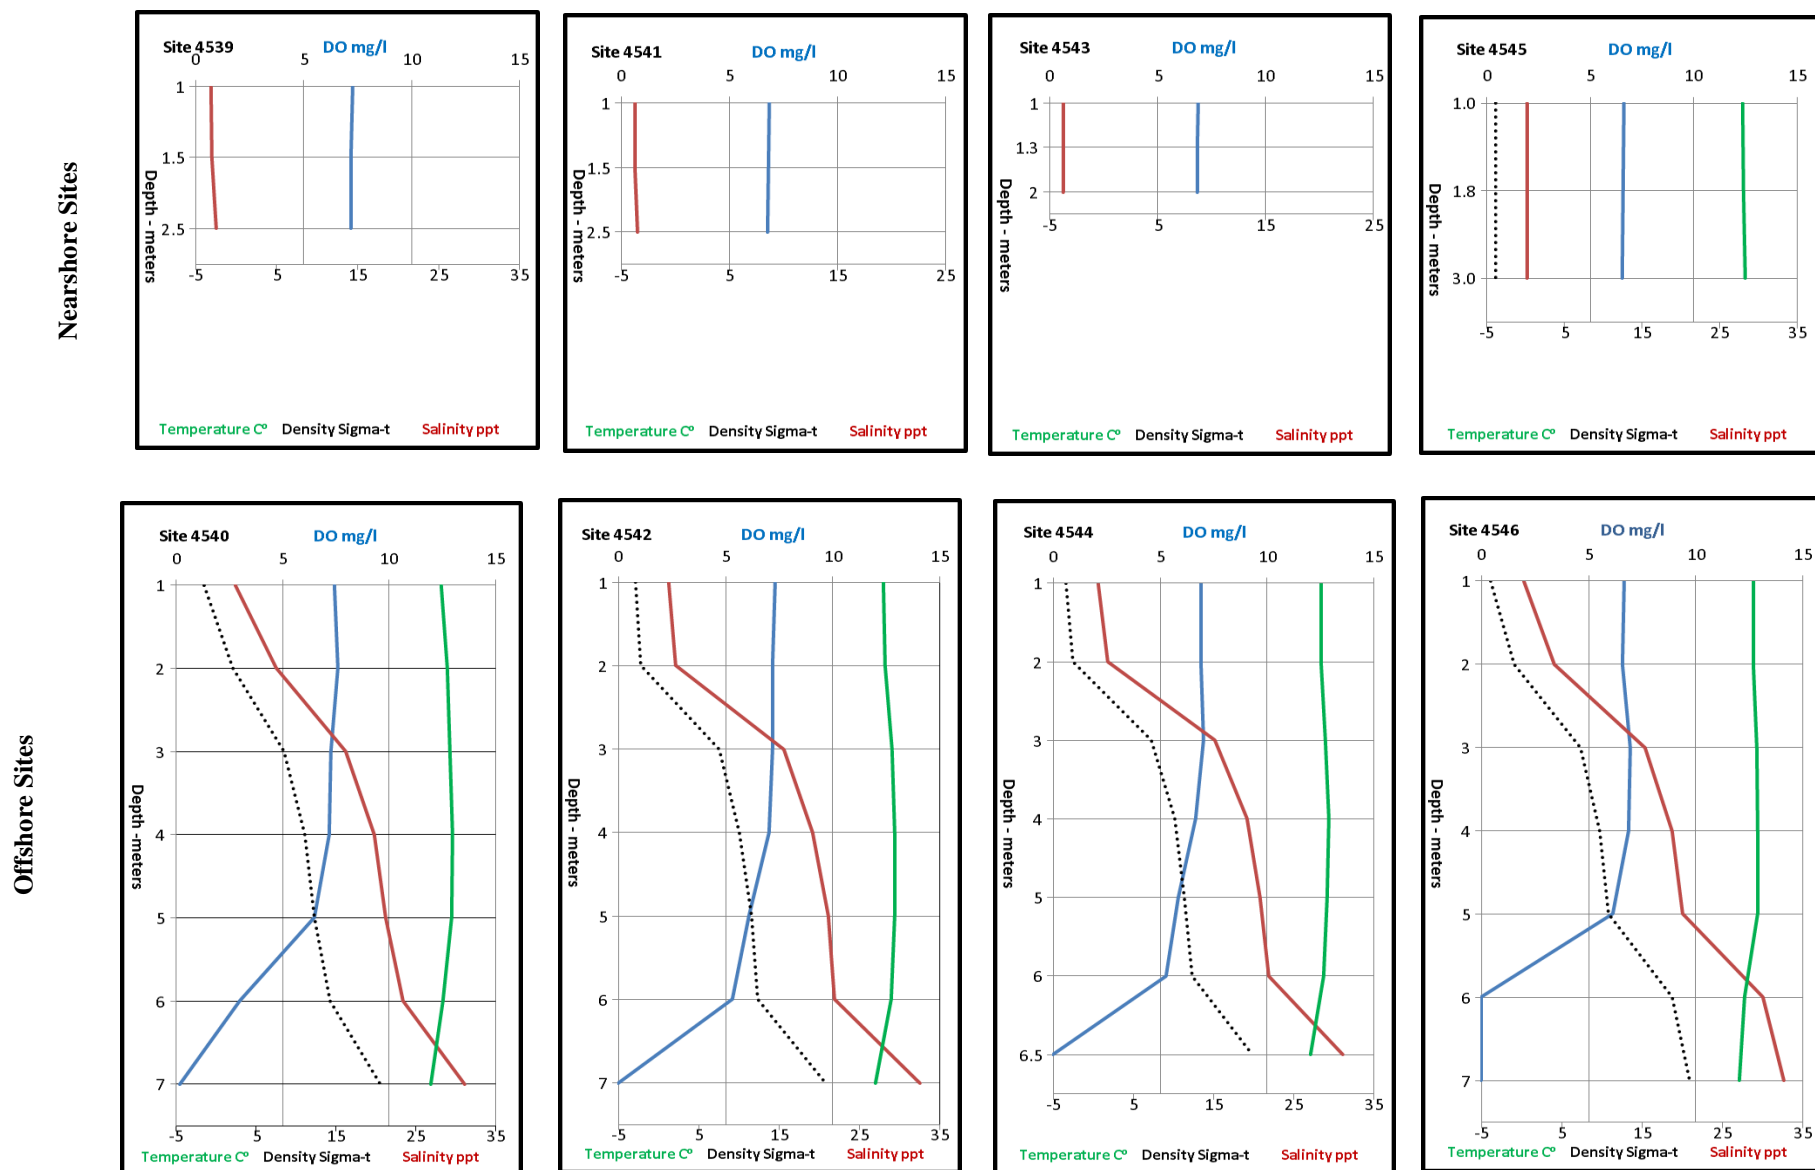 Nearshore Sites
Site 4539 DO mg/l
0 5 10 15
1
1.5
2.5
Depth - meters
-5 5 15 25 35
Temperature C° Density Sigma-t Salinity ppt
Site 4541 DO mg/l
0 5 10 15
1
1.5
2.5
Depth - meters
-5 5 15 25
Temperature C° Density Sigma-t Salinity ppt
Site 4543 DO mg/l
0 5 10 15
1
1.3
2
Depth - meters
-5 5 15 25
Temperature C° Density Sigma-t Salinity ppt
Site 4545 DO mg/l
0 5 10 15
1.0
1.8
3.0
Depth - meters
-5 5 15 25 35
Temperature C° Density Sigma-t Salinity ppt
Offshore Sites
Site 4540 DO mg/l
0 5 10 15
1
2
3
4
5
6
7
Depth -meters
-5 5 15 25 35
Temperature C° Density Sigma-t Salinity ppt
Site 4542 DO mg/l
0 5 10 15
1
2
3
4
5
6
7
Depth - meters
-5 5 15 25 35
Temperature C° Density Sigma-t Salinity ppt
Site 4544 DO mg/l
0 5 10 15
1
2
3
4
5
6
6.5
Depth - meters
-5 5 15 25 35
Temperature C° Density Sigma-t Salinity ppt
Site 4546 DO mg/l
0 5 10 15
1
2
3
4
5
6
7
Depth - meters
-5 5 15 25 35
Temperature C° Density Sigma-t Salinity ppt